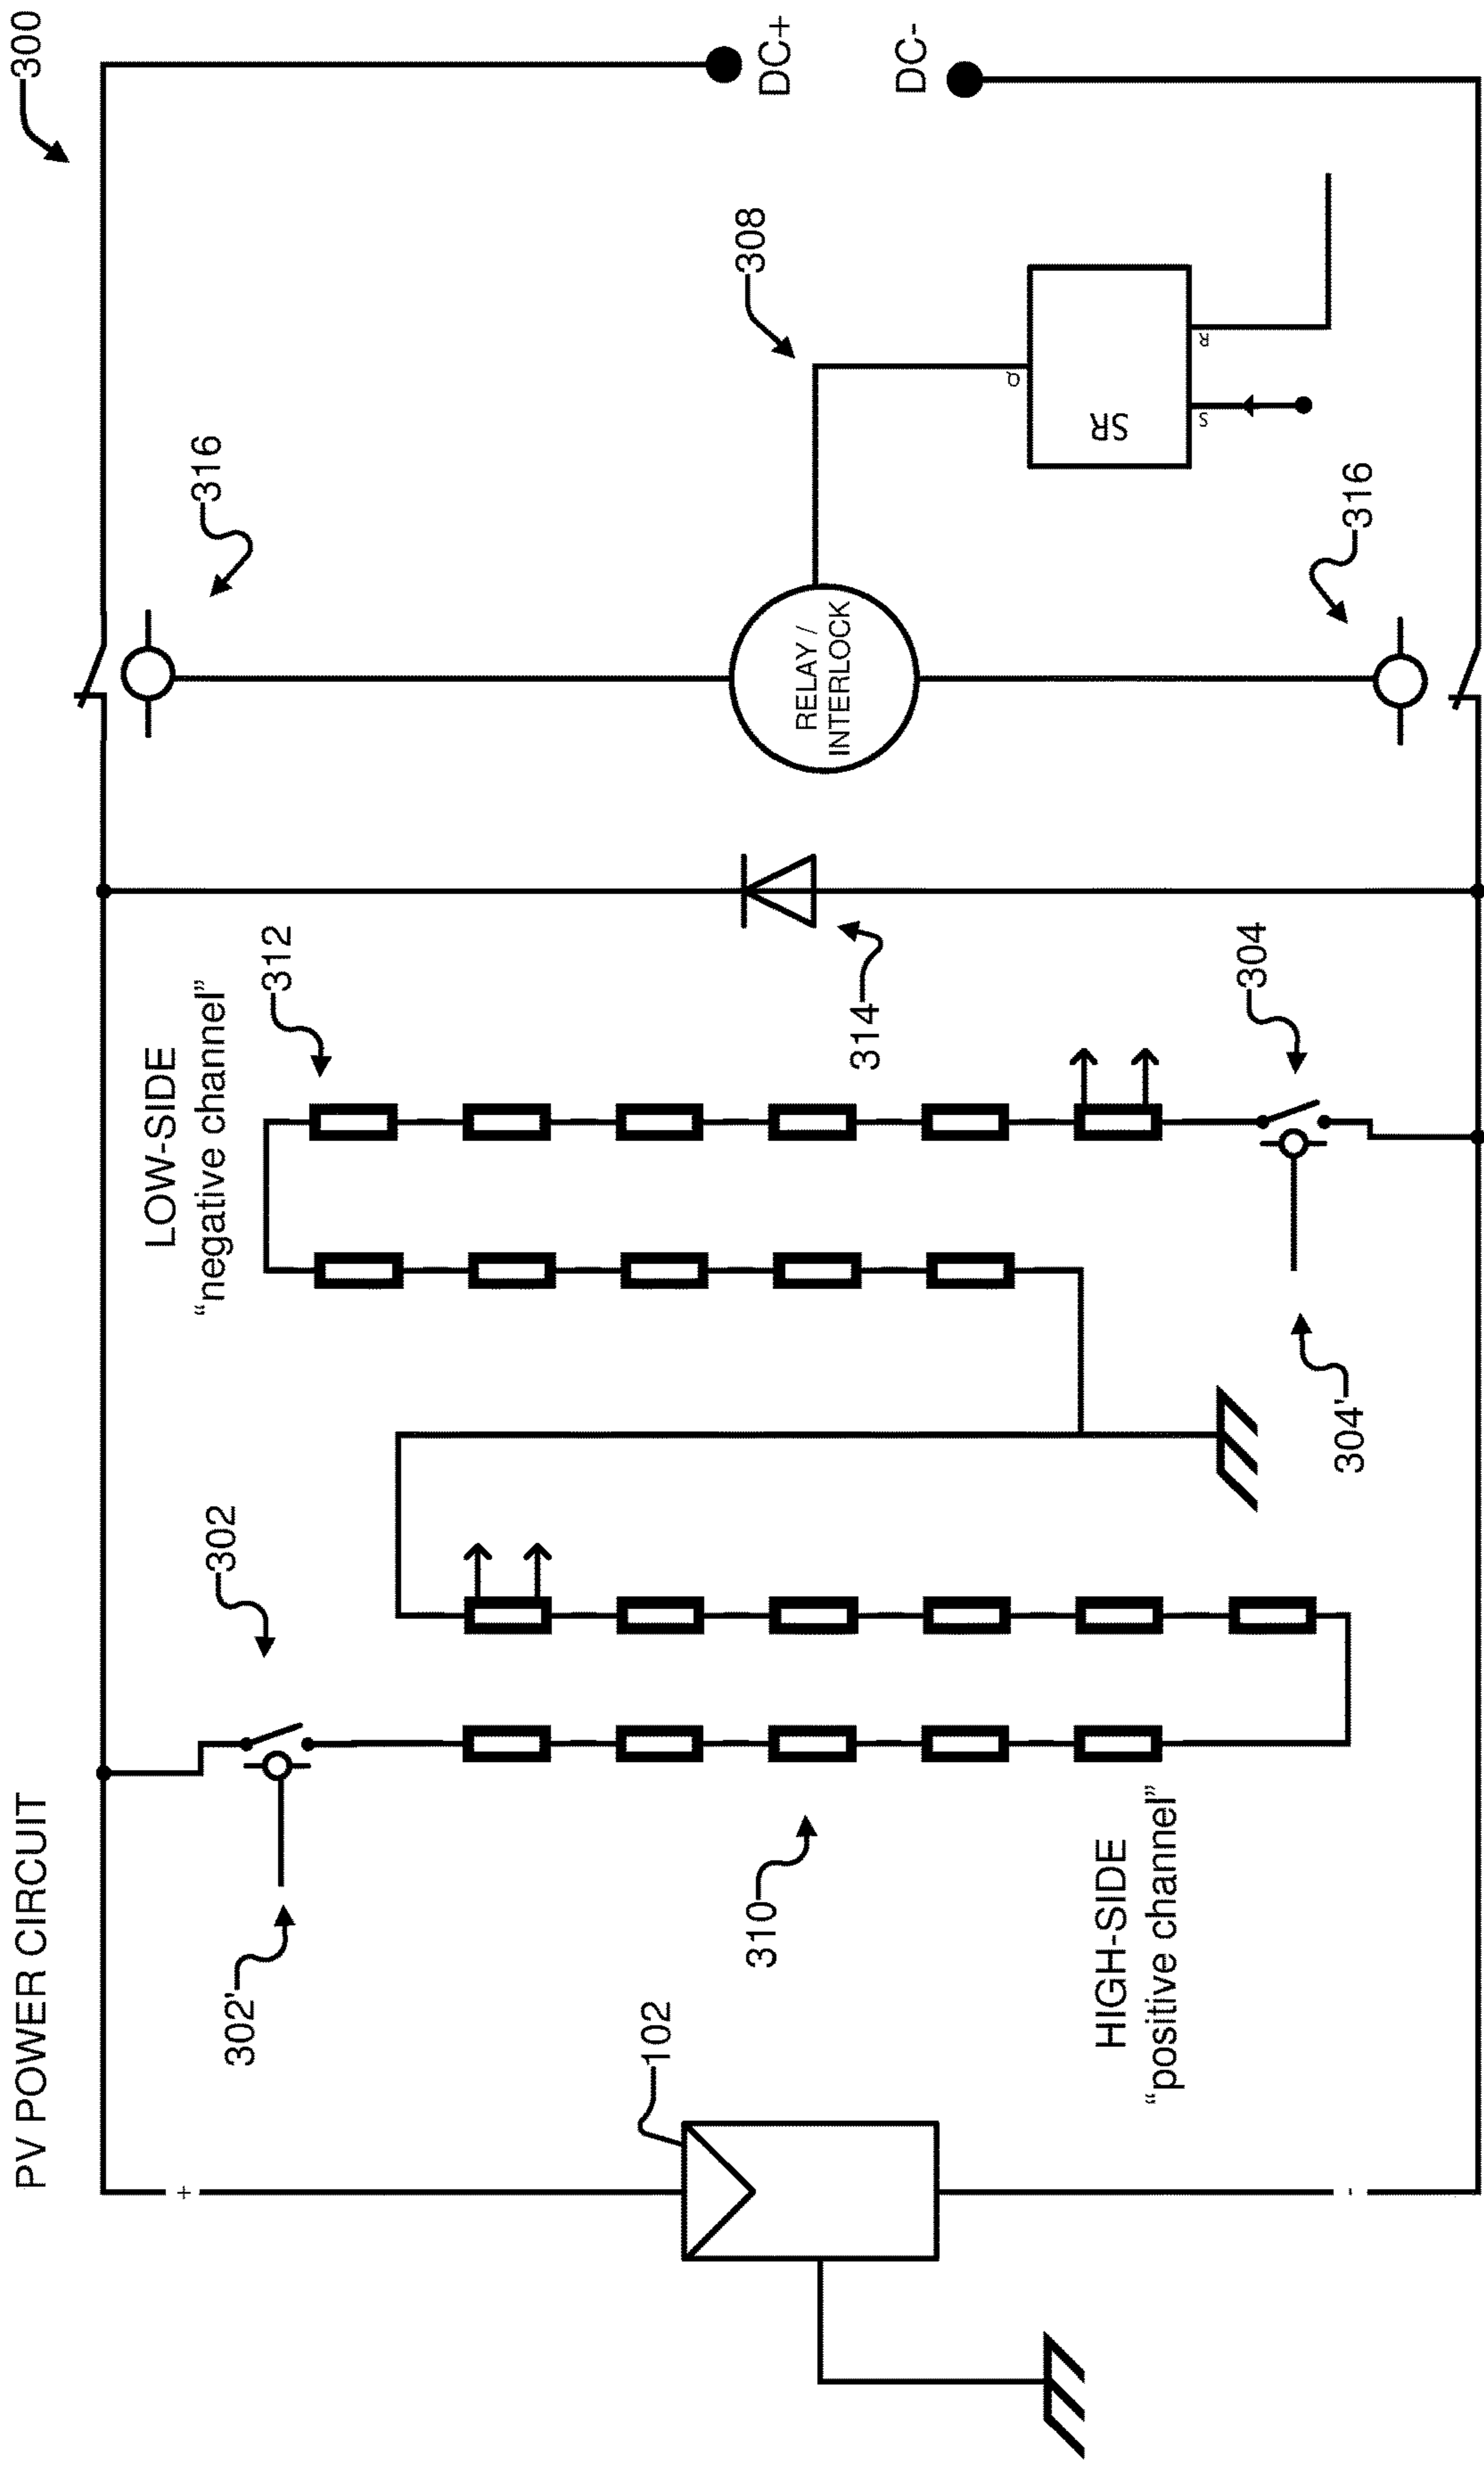 PV POWER CIRCUIT
300
302
302'
LOW-SIDE
“negative channel”
312
316
DC+
DC-
+
102
310
HIGH-SIDE
“positive channel”
314
304
304'
RELAY /
INTERLOCK
308
Q
SR
S
R
316
-